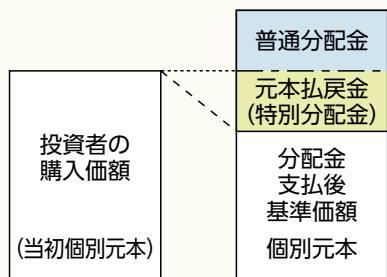 普通分配金
元本払戻金
(特別分配金)
投資者の
購入価額
(当初個別元本)
分配金
支払後
基準価額
個別元本